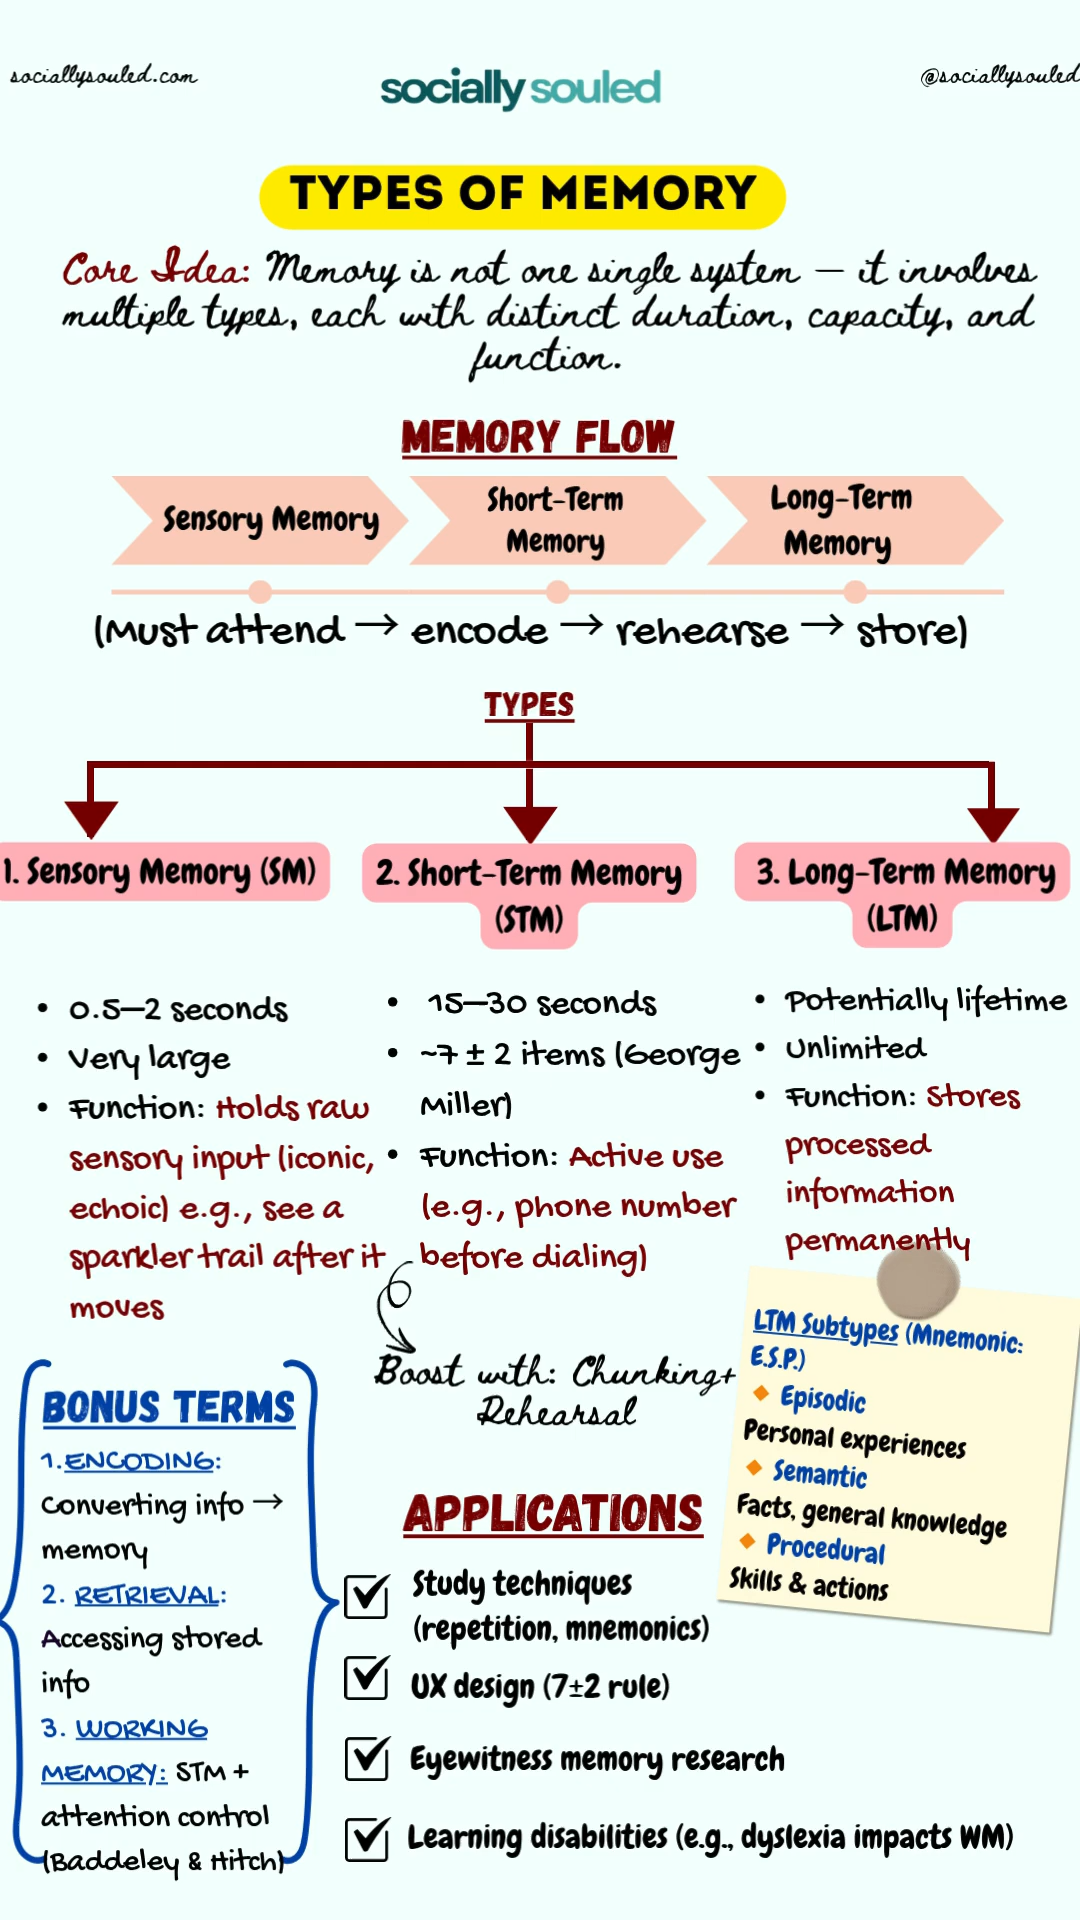 sociallysouled.com
socially souled
@sociallysouled
TYPES OF MEMORY
Core Idea: Memory is not one single system — it involves
multiple types, each with distinct duration, capacity, and
function.
MEMORY FLOW
Sensory Memory
Short-Term
Memory
Long-Term
Memory
(Must attend → encode → rehearse → store)
TYPES
1. Sensory Memory (SM)
• 0.5–2 seconds
• Very large
• Function: Holds raw
sensory input (iconic,
echoic) e.g., see a
sparkler trail after it
moves
2. Short-Term Memory
(STM)
• 15–30 seconds
• ~7 ± 2 items (George
Miller)
• Function: Active use
(e.g., phone number
before dialing)
Boost with: Chunking+
Rehearsal
3. Long-Term Memory
(LTM)
• Potentially lifetime
• Unlimited
• Function: Stores
processed
information
permanently
LTM Subtypes (Mnemonic:
E.S.P.)
🔸 Episodic
Personal experiences
🔸 Semantic
Facts, general knowledge
🔸 Procedural
Skills & actions
BONUS TERMS
1.ENCODING:
Converting info →
memory
2. RETRIEVAL:
Accessing stored
info
3. WORKING
MEMORY: STM +
attention control
(Baddeley & Hitch)
APPLICATIONS
Study techniques
(repetition, mnemonics)
UX design (7±2 rule)
Eyewitness memory research
Learning disabilities (e.g., dyslexia impacts WM)